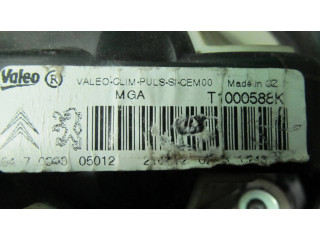 Valeo R VALEO-CLIM-PULS-SI-CEM00 Made in CZ
MGA T1000588K
05012